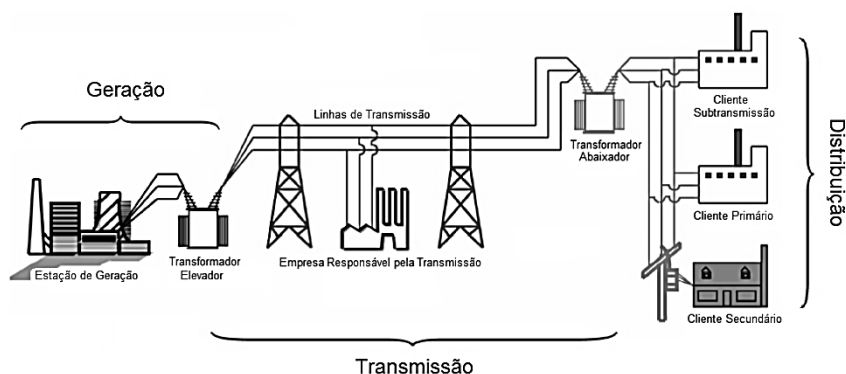 Geração
Linhas de Transmissão
Estação de Geração
Transformador
Elevador
Empresa Responsável pela Transmissão
Transformador
Abaixador
Cliente
Subtransmissão
Cliente Primário
Cliente Secundário
Distribuição
Transmissão